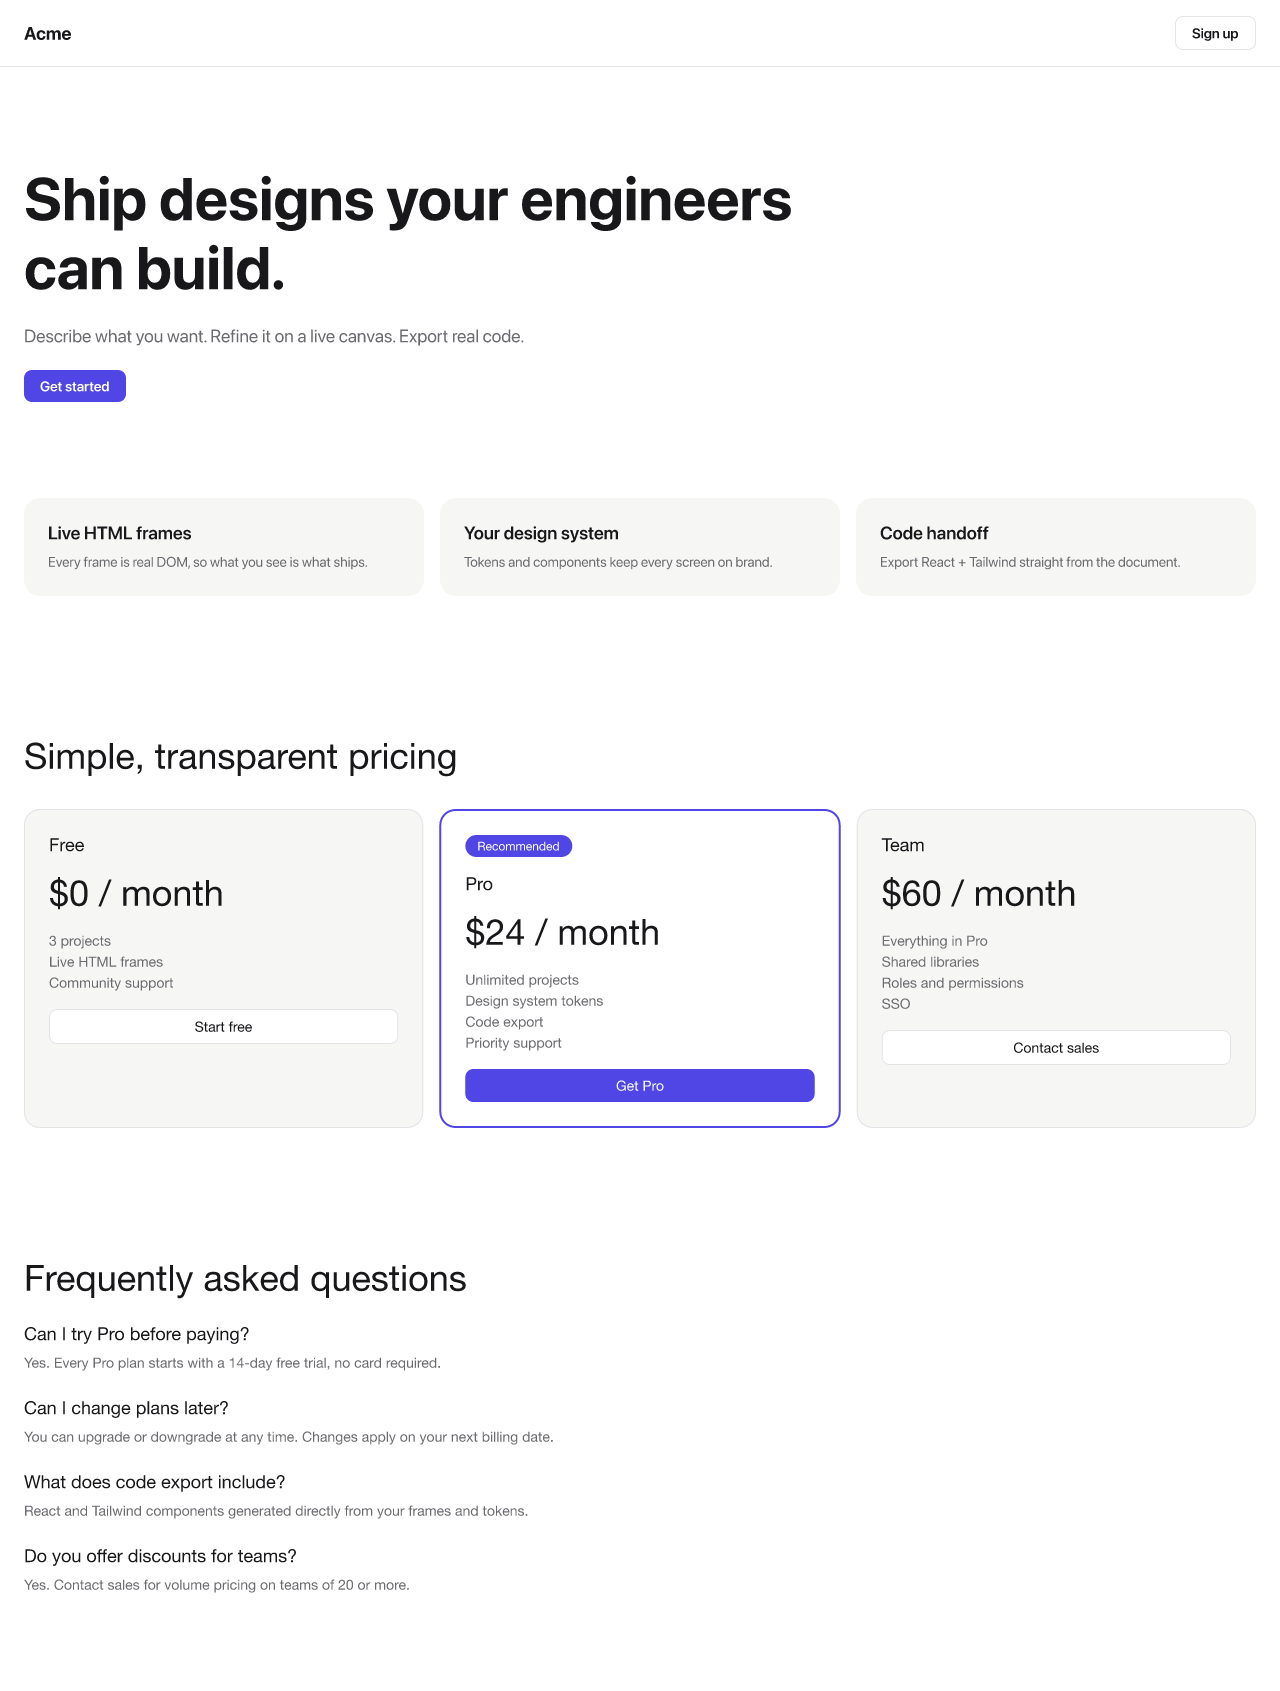 Acme
Sign up
Ship designs your engineers
can build.
Describe what you want. Refine it on a live canvas. Export real code.
Get started
Live HTML frames
Every frame is real DOM, so what you see is what ships.
Your design system
Tokens and components keep every screen on brand.
Code handoff
Export React + Tailwind straight from the document.
Simple, transparent pricing
Free
$0 / month
3 projects
Live HTML frames
Community support
Start free
Recommended
Pro
$24 / month
Unlimited projects
Design system tokens
Code export
Priority support
Get Pro
Team
$60 / month
Everything in Pro
Shared libraries
Roles and permissions
SSO
Contact sales
Frequently asked questions
Can I try Pro before paying?
Yes. Every Pro plan starts with a 14-day free trial, no card required.
Can I change plans later?
You can upgrade or downgrade at any time. Changes apply on your next billing date.
What does code export include?
React and Tailwind components generated directly from your frames and tokens.
Do you offer discounts for teams?
Yes. Contact sales for volume pricing on teams of 20 or more.